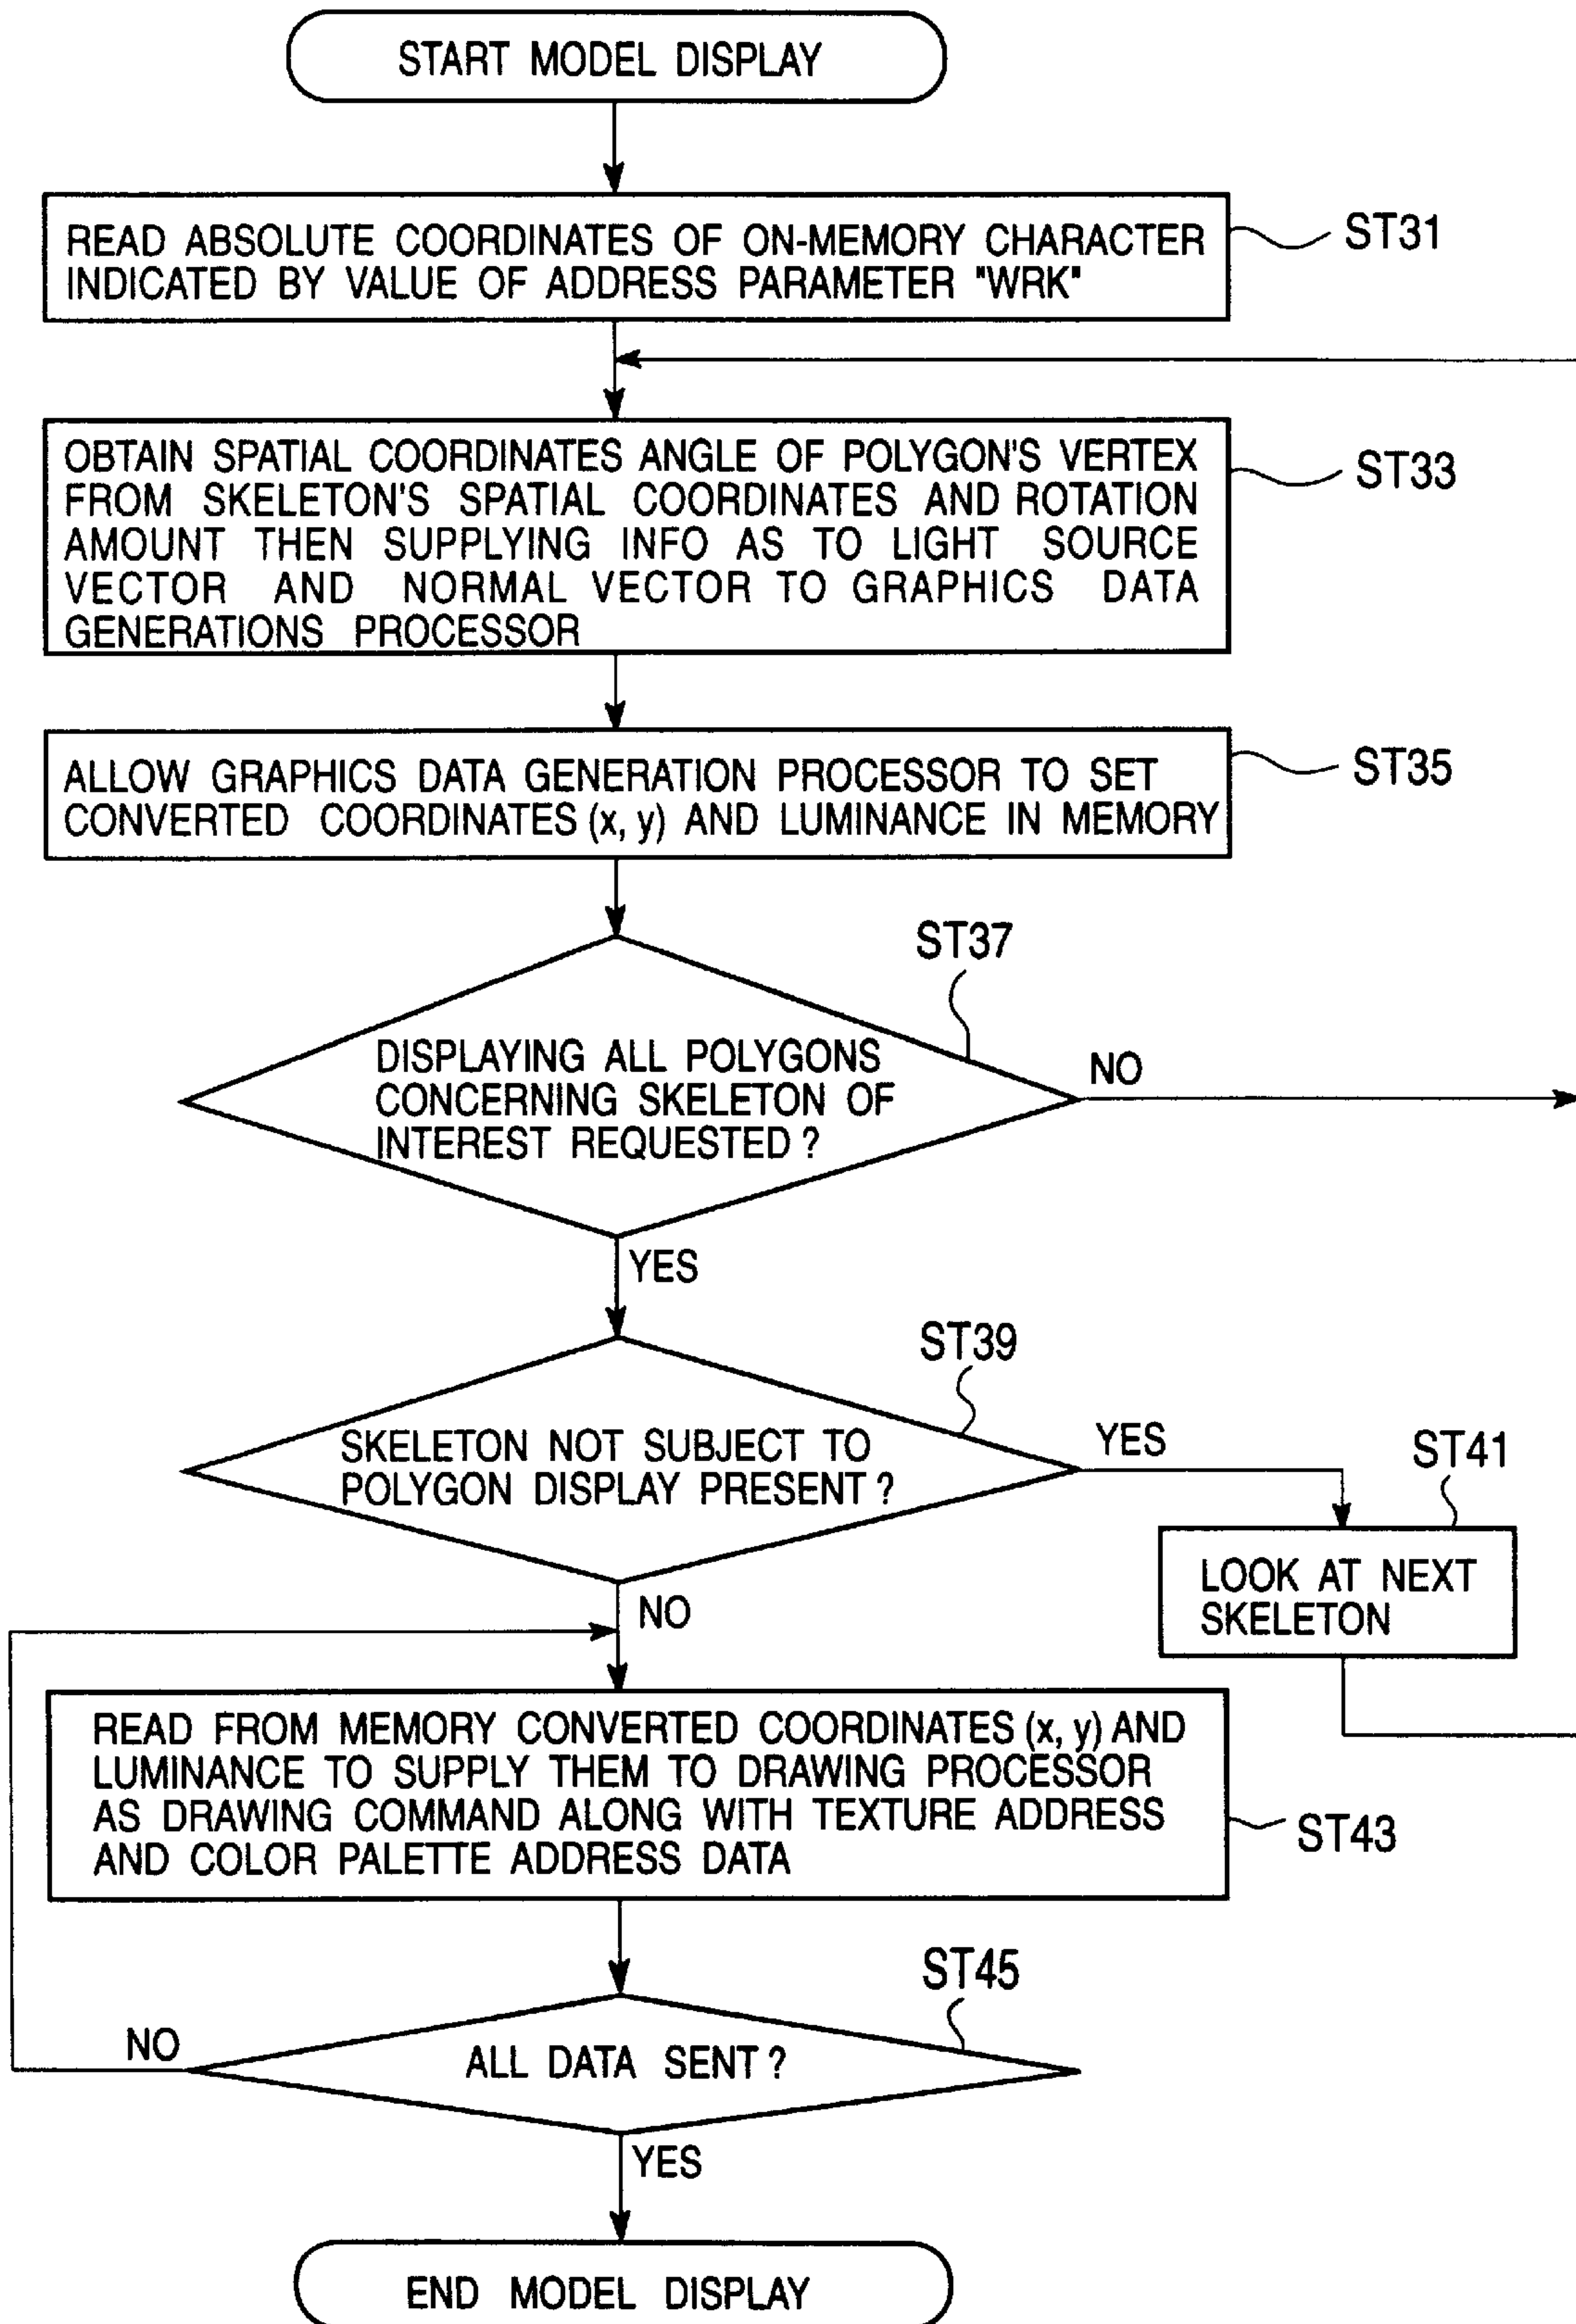 START MODEL DISPLAY
READ ABSOLUTE COORDINATES OF ON-MEMORY CHARACTER
INDICATED BY VALUE OF ADDRESS PARAMETER "WRK"
ST31
OBTAIN SPATIAL COORDINATES ANGLE OF POLYGON'S VERTEX
FROM SKELETON'S SPATIAL COORDINATES AND ROTATION
AMOUNT THEN SUPPLYING INFO AS TO LIGHT SOURCE
VECTOR AND NORMAL VECTOR TO GRAPHICS DATA
GENERATIONS PROCESSOR
ST33
ALLOW GRAPHICS DATA GENERATION PROCESSOR TO SET
CONVERTED COORDINATES (x, y) AND LUMINANCE IN MEMORY
ST35
ST37
DISPLAYING ALL POLYGONS
CONCERNING SKELETON OF
INTEREST REQUESTED ?
NO
YES
ST39
SKELETON NOT SUBJECT TO
POLYGON DISPLAY PRESENT ?
YES
ST41
LOOK AT NEXT
SKELETON
NO
READ FROM MEMORY CONVERTED COORDINATES (x, y) AND
LUMINANCE TO SUPPLY THEM TO DRAWING PROCESSOR
AS DRAWING COMMAND ALONG WITH TEXTURE ADDRESS
AND COLOR PALETTE ADDRESS DATA
ST43
ST45
NO
ALL DATA SENT ?
YES
END MODEL DISPLAY